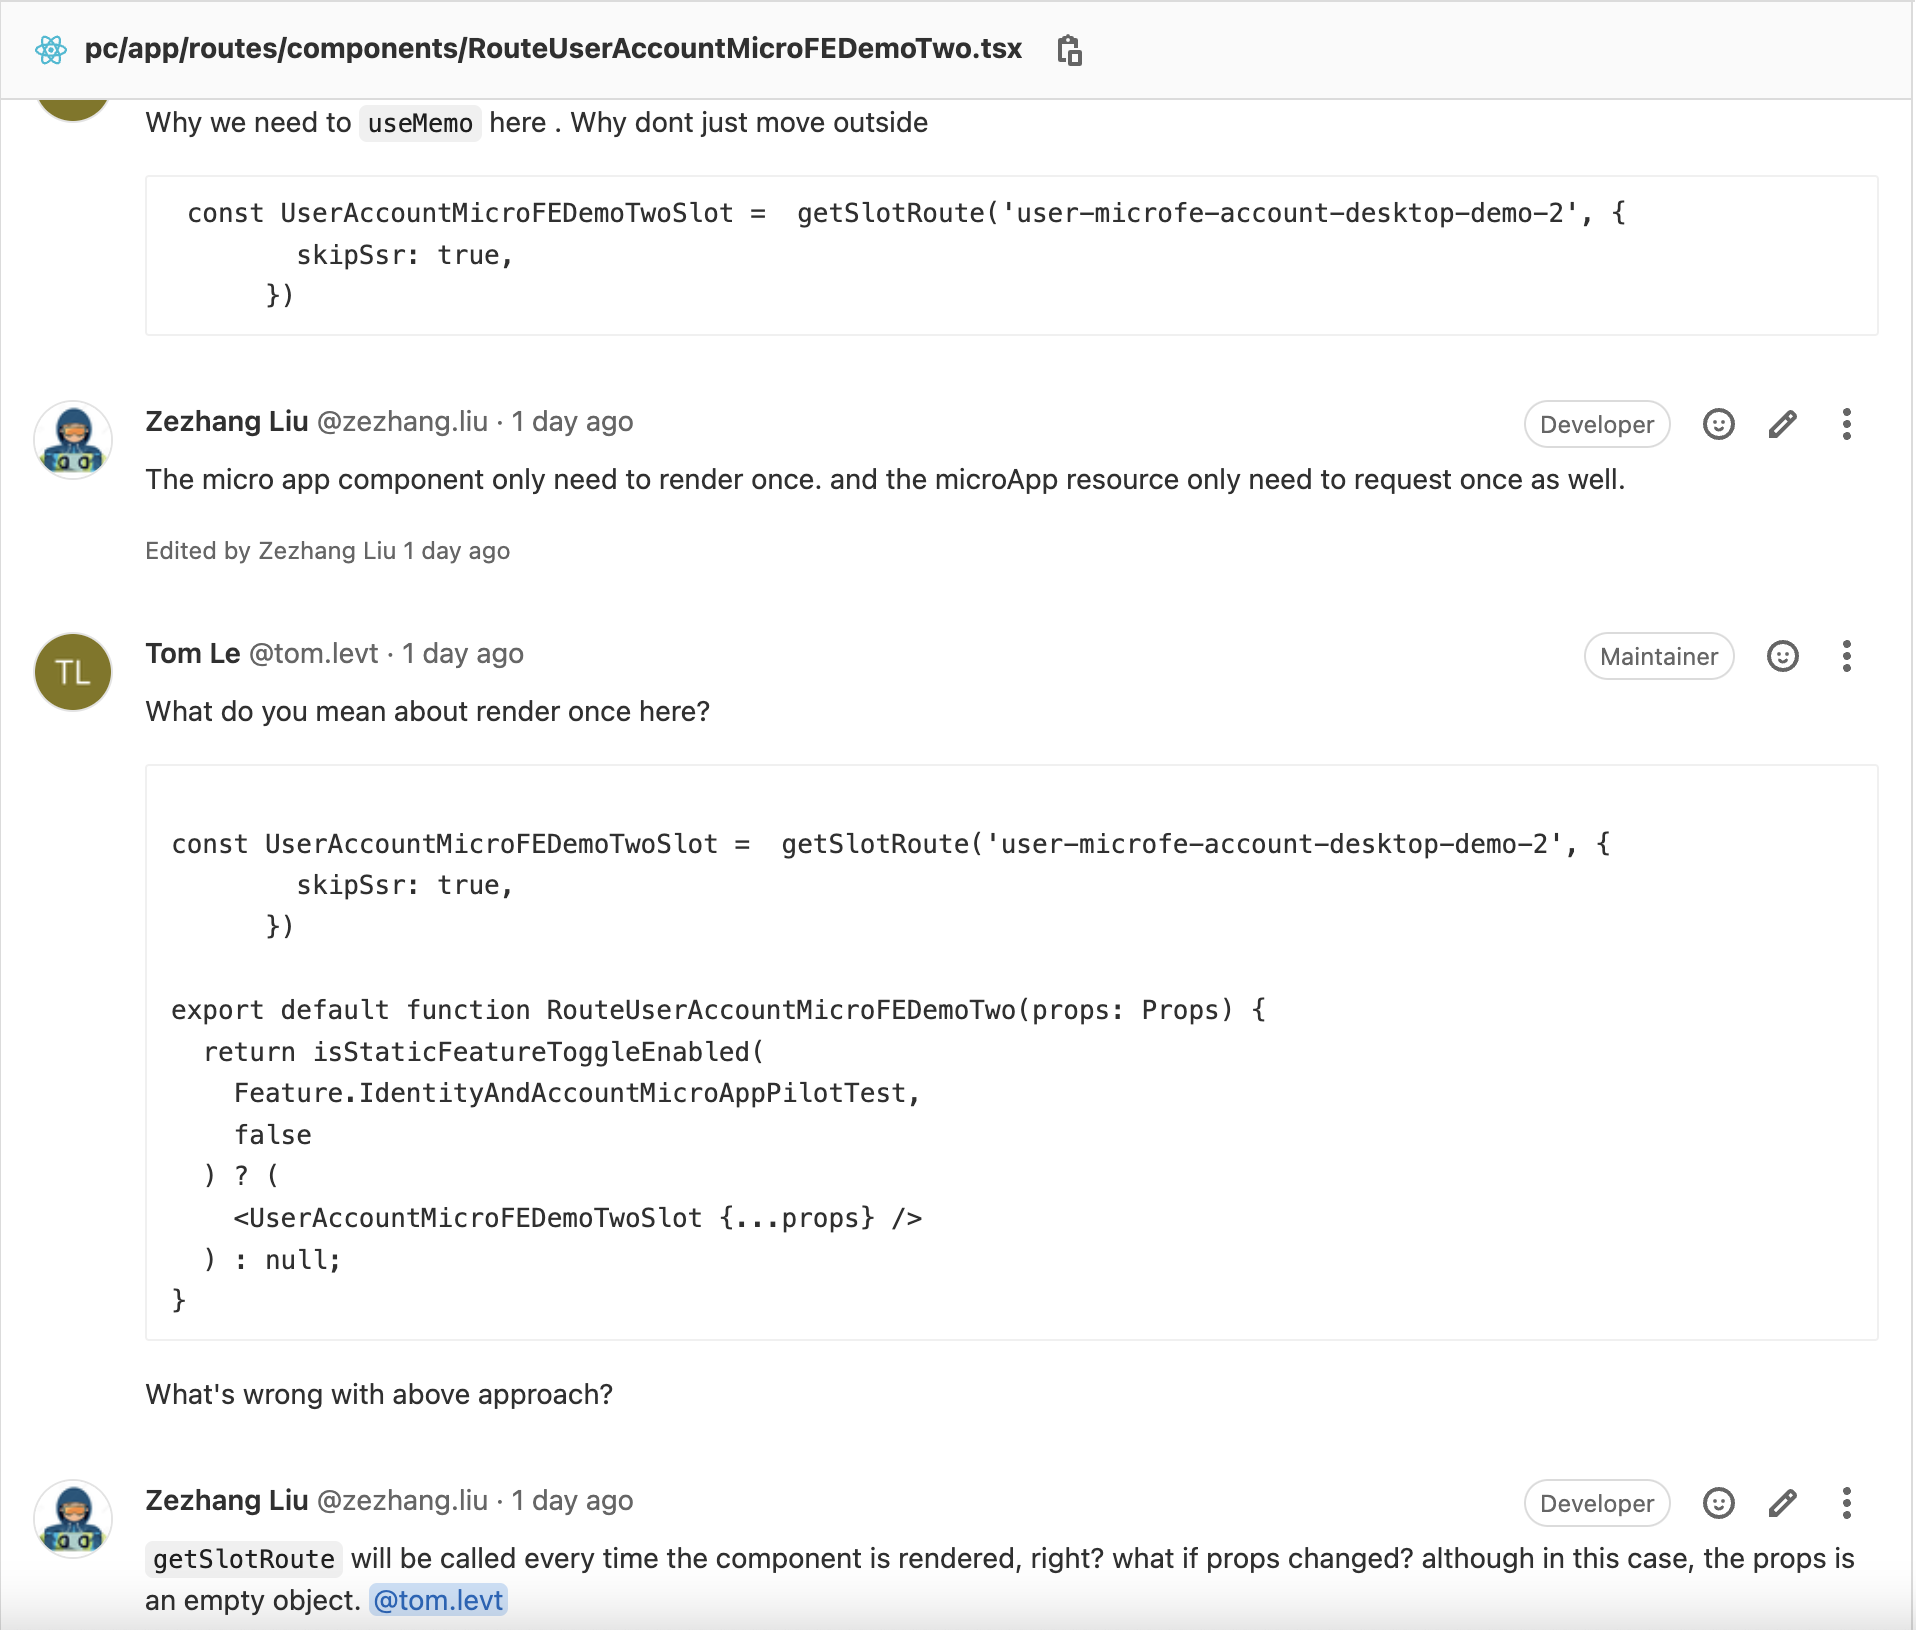 pc/app/routes/components/RouteUserAccountMicroFEDemoTwo.tsx
Why we need to useMemo here . Why dont just move outside
const UserAccountMicroFEDemoTwoSlot =  getSlotRoute('user-microfe-account-desktop-demo-2', {
skipSsr: true,
})
Zezhang Liu @zezhang.liu · 1 day ago
Developer
The micro app component only need to render once. and the microApp resource only need to request once as well.
Edited by Zezhang Liu 1 day ago
TL
Tom Le @tom.levt · 1 day ago
Maintainer
What do you mean about render once here?
const UserAccountMicroFEDemoTwoSlot =  getSlotRoute('user-microfe-account-desktop-demo-2', {
skipSsr: true,
})
export default function RouteUserAccountMicroFEDemoTwo(props: Props) {
return isStaticFeatureToggleEnabled(
Feature.IdentityAndAccountMicroAppPilotTest,
false
) ? (
<UserAccountMicroFEDemoTwoSlot {...props} />
) : null;
}
What's wrong with above approach?
Zezhang Liu @zezhang.liu · 1 day ago
Developer
getSlotRoute will be called every time the component is rendered, right? what if props changed? although in this case, the props is
an empty object. @tom.levt